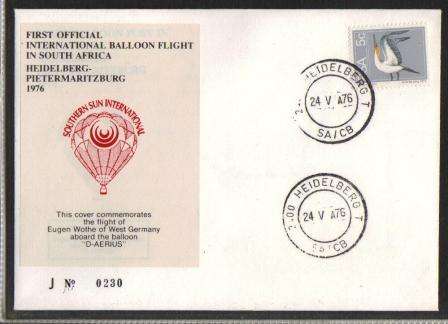 FIRST OFFICIAL
INTERNATIONAL BALLOON FLIGHT
IN SOUTH AFRICA
HEIDELBERG-
PIETERMARITZBURG
1976
SOUTHERN SUN INTERNATIONAL
This cover commemorates
the flight of
Eugen Wothe of West Germany
aboard the balloon
"D-AERIUS"
J No 0230
5c
HEIDELBERG T
24 V A76
SA/CB
HEIDELBERG T
24 V A76
SA/CB